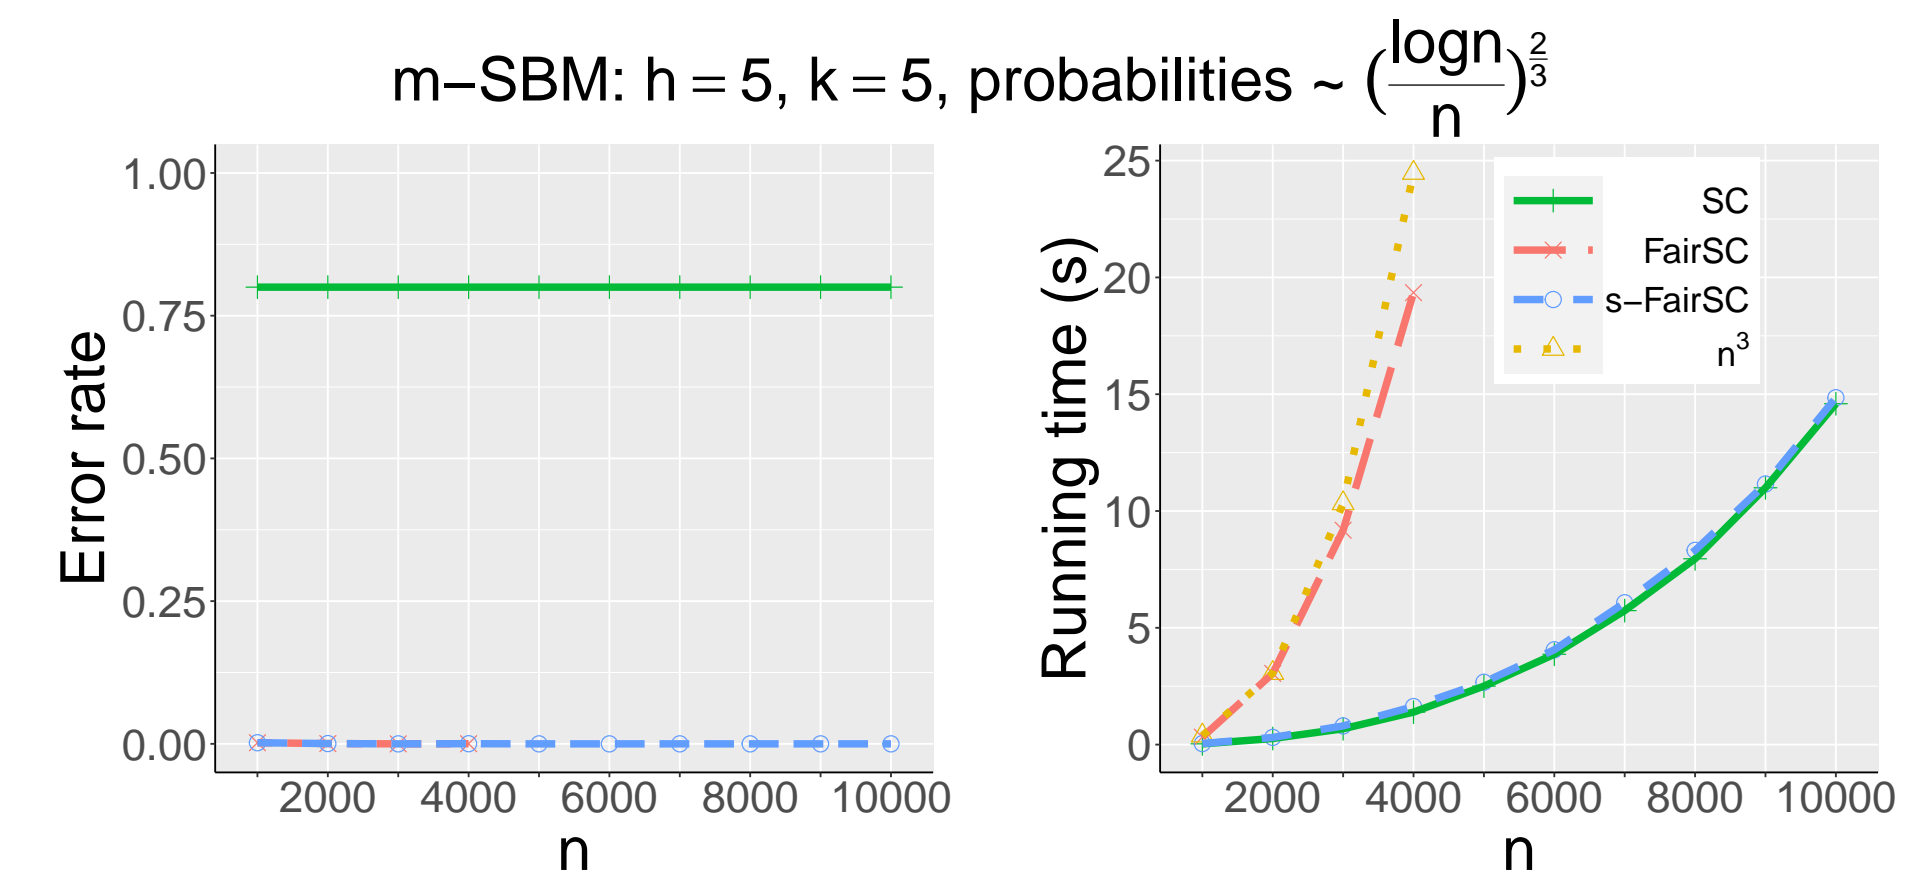 m−SBM: h = 5, k = 5, probabilities ~ (logn/n)^(2/3)
Error rate
1.00
0.75
0.50
0.25
0.00
2000 4000 6000 8000 10000
n
Running time (s)
25
20
15
10
5
0
2000 4000 6000 8000 10000
n
SC
FairSC
s−FairSC
n³